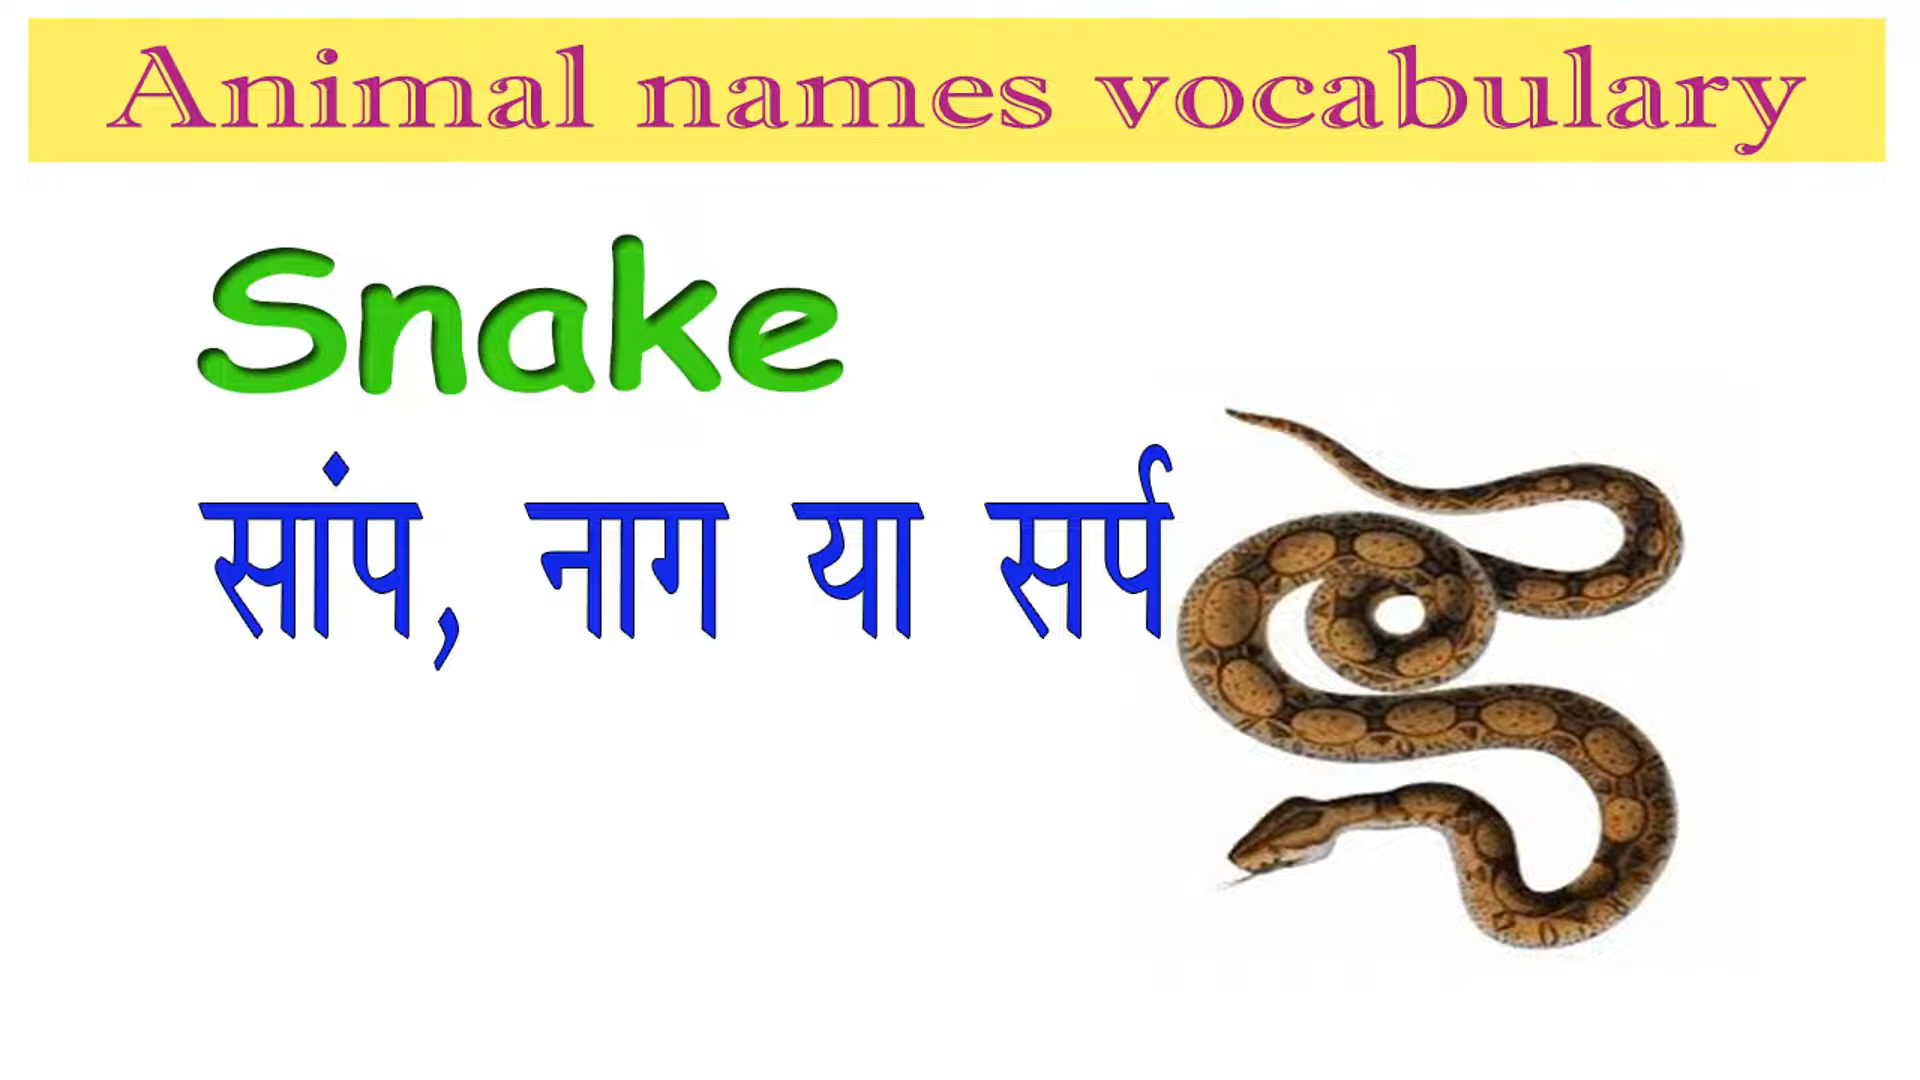 Animal names vocabulary
Snake
सांप, नाग या सर्प